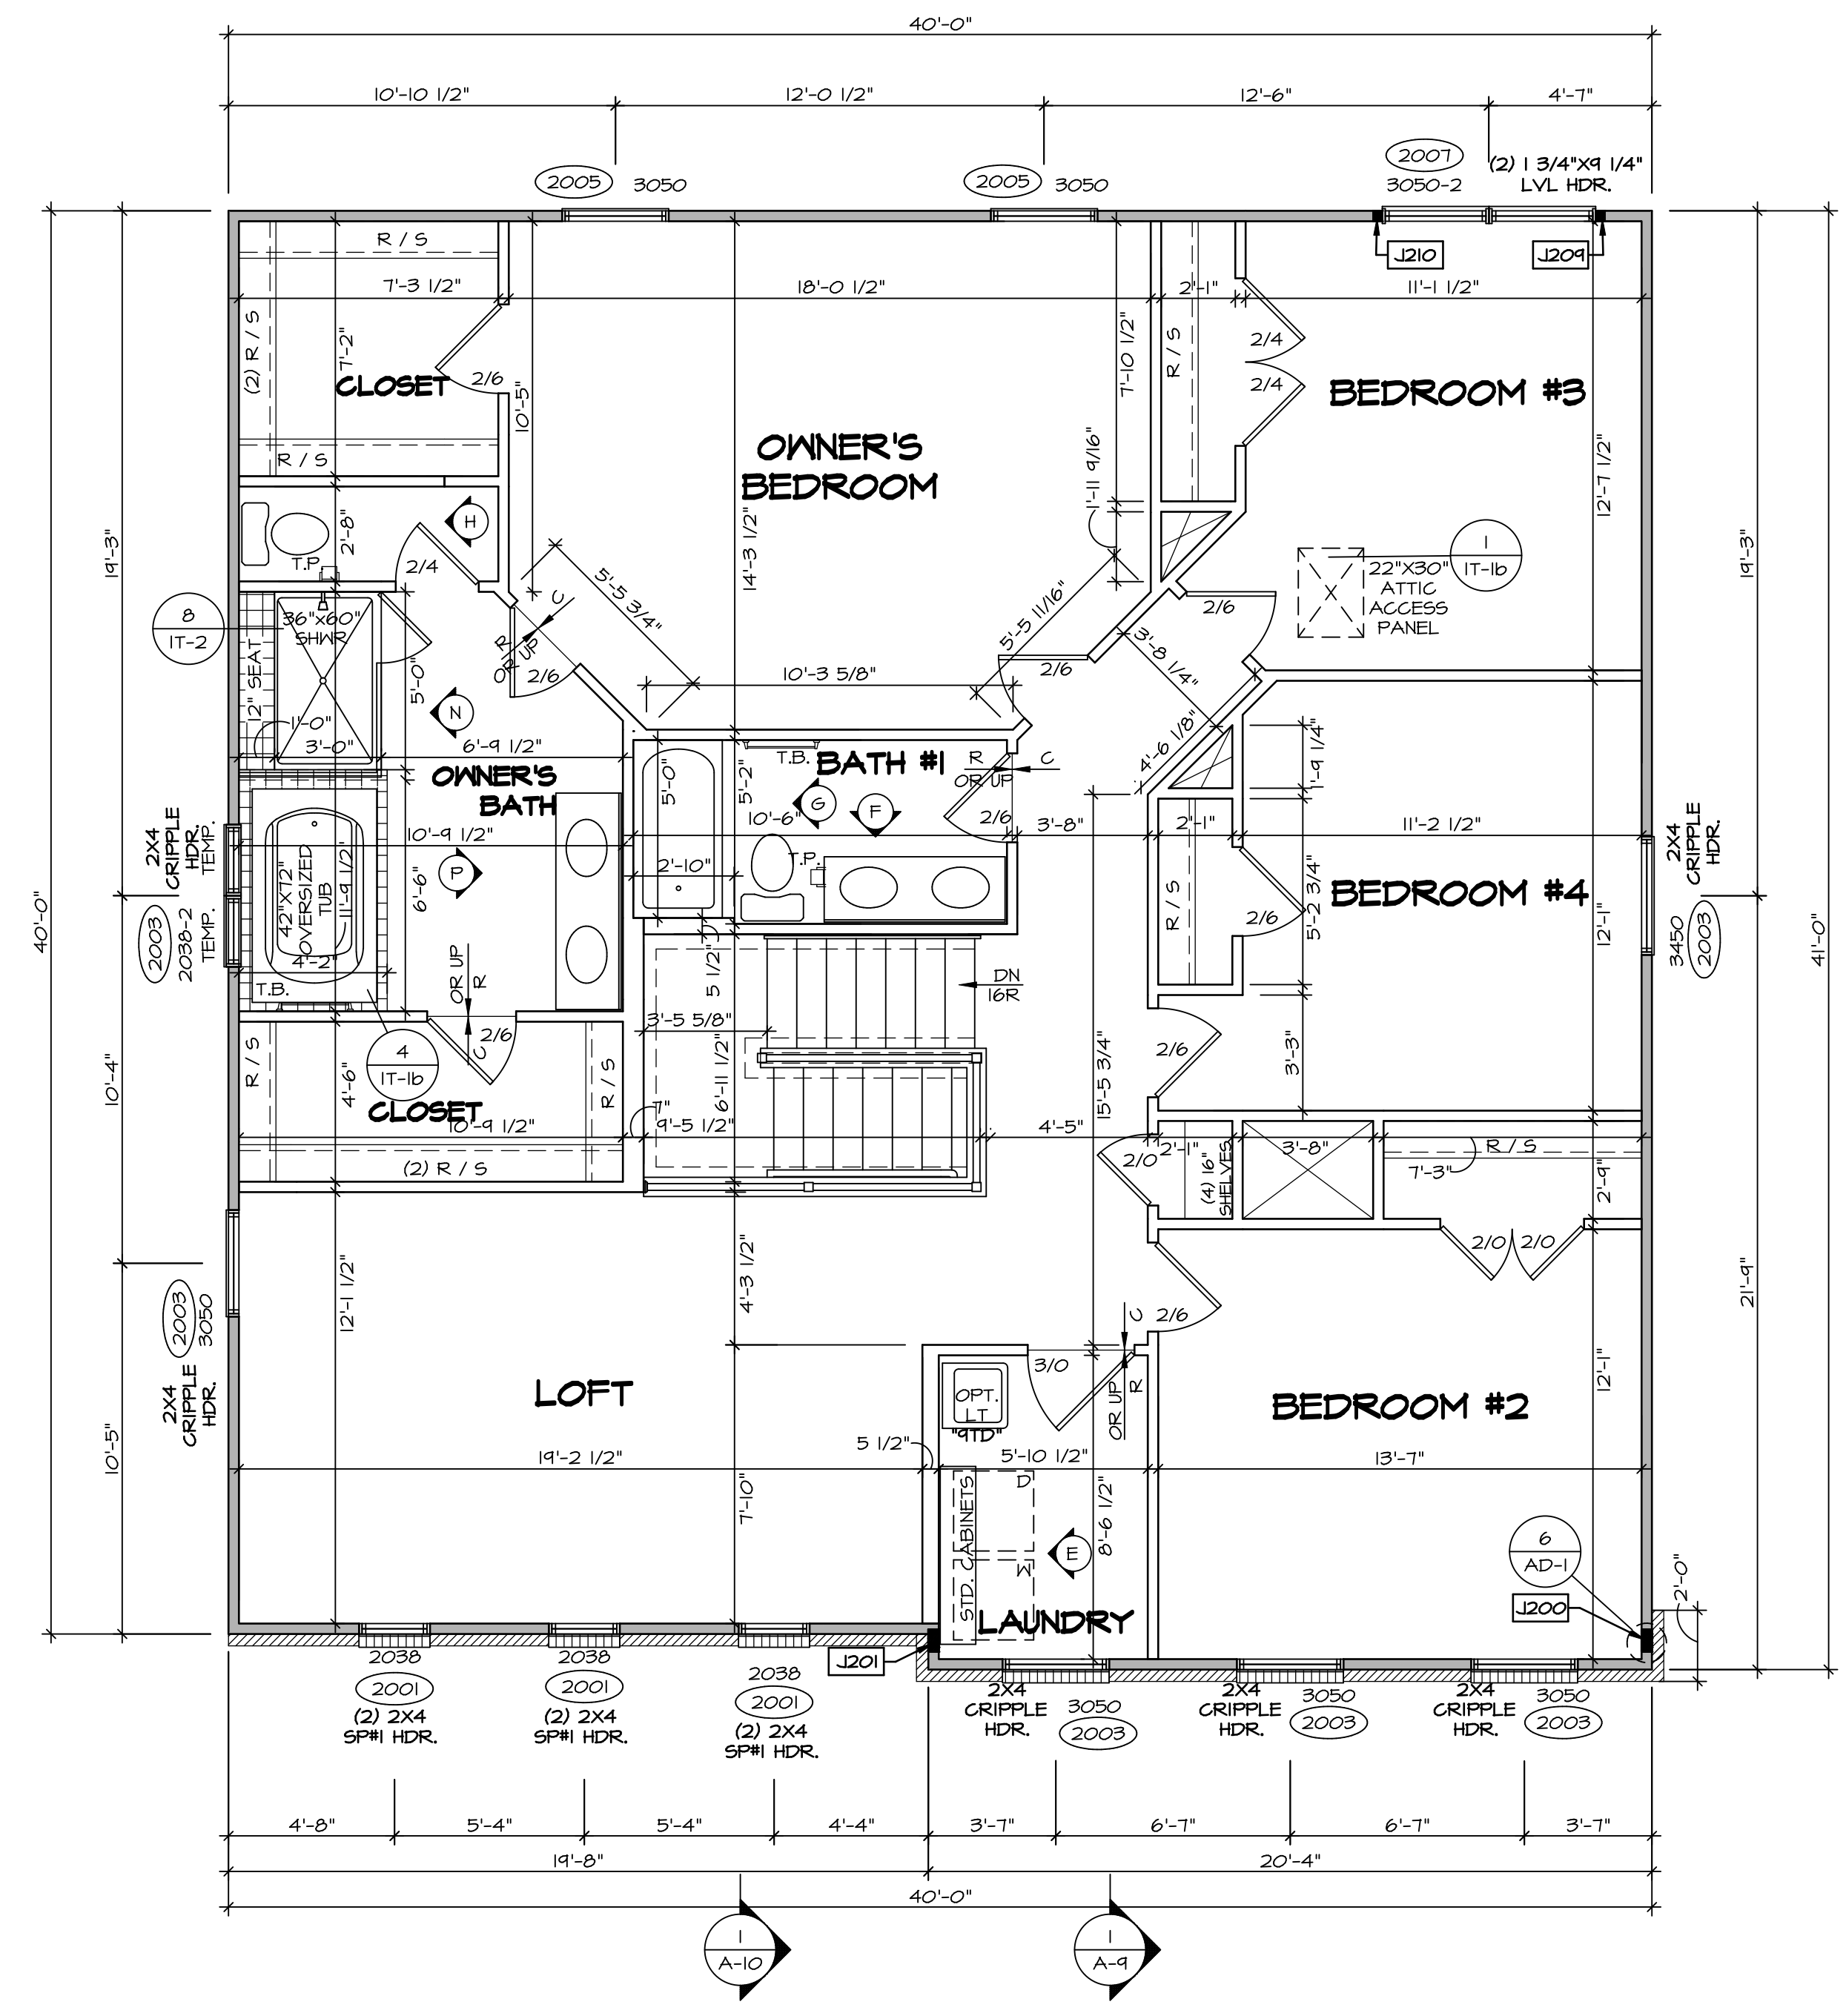 40'-0"
10'-10 1/2"
12'-0 1/2"
12'-6"
4'-7"
2005
3050
2005
3050
2007
3050-2
(2) 1 3/4"X9 1/4"
LVL HDR.
J210
J209
R / S
7'-3 1/2"
18'-0 1/2"
2'-1"
11'-1 1/2"
(2) R / S
7'-2"
CLOSET
2/6
10'-5"
R / S
OWNER'S
BEDROOM
14'-3 1/2"
7'-10 1/2"
R / S
1'-11 9/16"
2/4
2/4
BEDROOM #3
12'-7 1/2"
19'-3"
19'-3"
2'-8"
T.P.
2/4
H
5'-5 3/4"
C
R
OR UP
2/6
8
1T-2
36"x60"
SHWR
12" SEAT
1'-0"
3'-0"
5'-0"
N
6'-9 1/2"
5'-5 11/16"
2/6
10'-3 5/8"
2/6
1
1T-1b
22"X30"
ATTIC
ACCESS
PANEL
3'-8 1/4"
4'-6 1/8"
1'-9 1/4"
OWNER'S
BATH
BATH #1
T.B.
5'-0"
5'-2"
10'-6"
G
F
R
C
OR UP
2/6
3'-8"
2'-1"
11'-2 1/2"
2X4
CRIPPLE
HDR.
TEMP.
2003
2038-2
TEMP.
10'-9 1/2"
42"X72"
OVERSIZED
TUB
11'-9 1/2"
6'-6"
P
4'-2"
T.B.
2'-10"
T.P.
R / S
2/6
5'-2 3/4"
BEDROOM #4
12'-1"
2X4
CRIPPLE
HDR.
3450
2003
40'-0"
41'-0"
OR UP
R
C
2/6
4
1T-1b
R / S
4'-6"
CLOSET
10'-9 1/2"
R / S
(2) R / S
5 1/2"
DN
16R
3'-5 5/8"
6'-11 1/2"
7"
9'-5 1/2"
15'-5 3/4"
4'-5"
2/6
3'-3"
2/0
2'-1"
(4) 16"
SHELVES
3'-8"
R / S
7'-3"
2'-9"
2/0
2/0
10'-4"
21'-9"
2003
3050
2X4
CRIPPLE
HDR.
12'-1 1/2"
4'-3 1/2"
C
2/6
3/0
R
OR UP
LOFT
OPT.
LT
"9TD"
BEDROOM #2
12'-1"
10'-5"
19'-2 1/2"
5 1/2"
5'-10 1/2"
13'-7"
7'-10"
STD. CABINETS
D
W
8'-6 1/2"
E
LAUNDRY
6
AD-1
J200
2'-0"
J201
2038
2001
(2) 2X4
SP#1 HDR.
2038
2001
(2) 2X4
SP#1 HDR.
2038
2001
(2) 2X4
SP#1 HDR.
2X4
CRIPPLE
HDR.
3050
2003
2X4
CRIPPLE
HDR.
3050
2003
2X4
CRIPPLE
HDR.
3050
2003
4'-8"
5'-4"
5'-4"
4'-4"
3'-7"
6'-7"
6'-7"
3'-7"
19'-8"
20'-4"
40'-0"
1
A-10
1
A-9